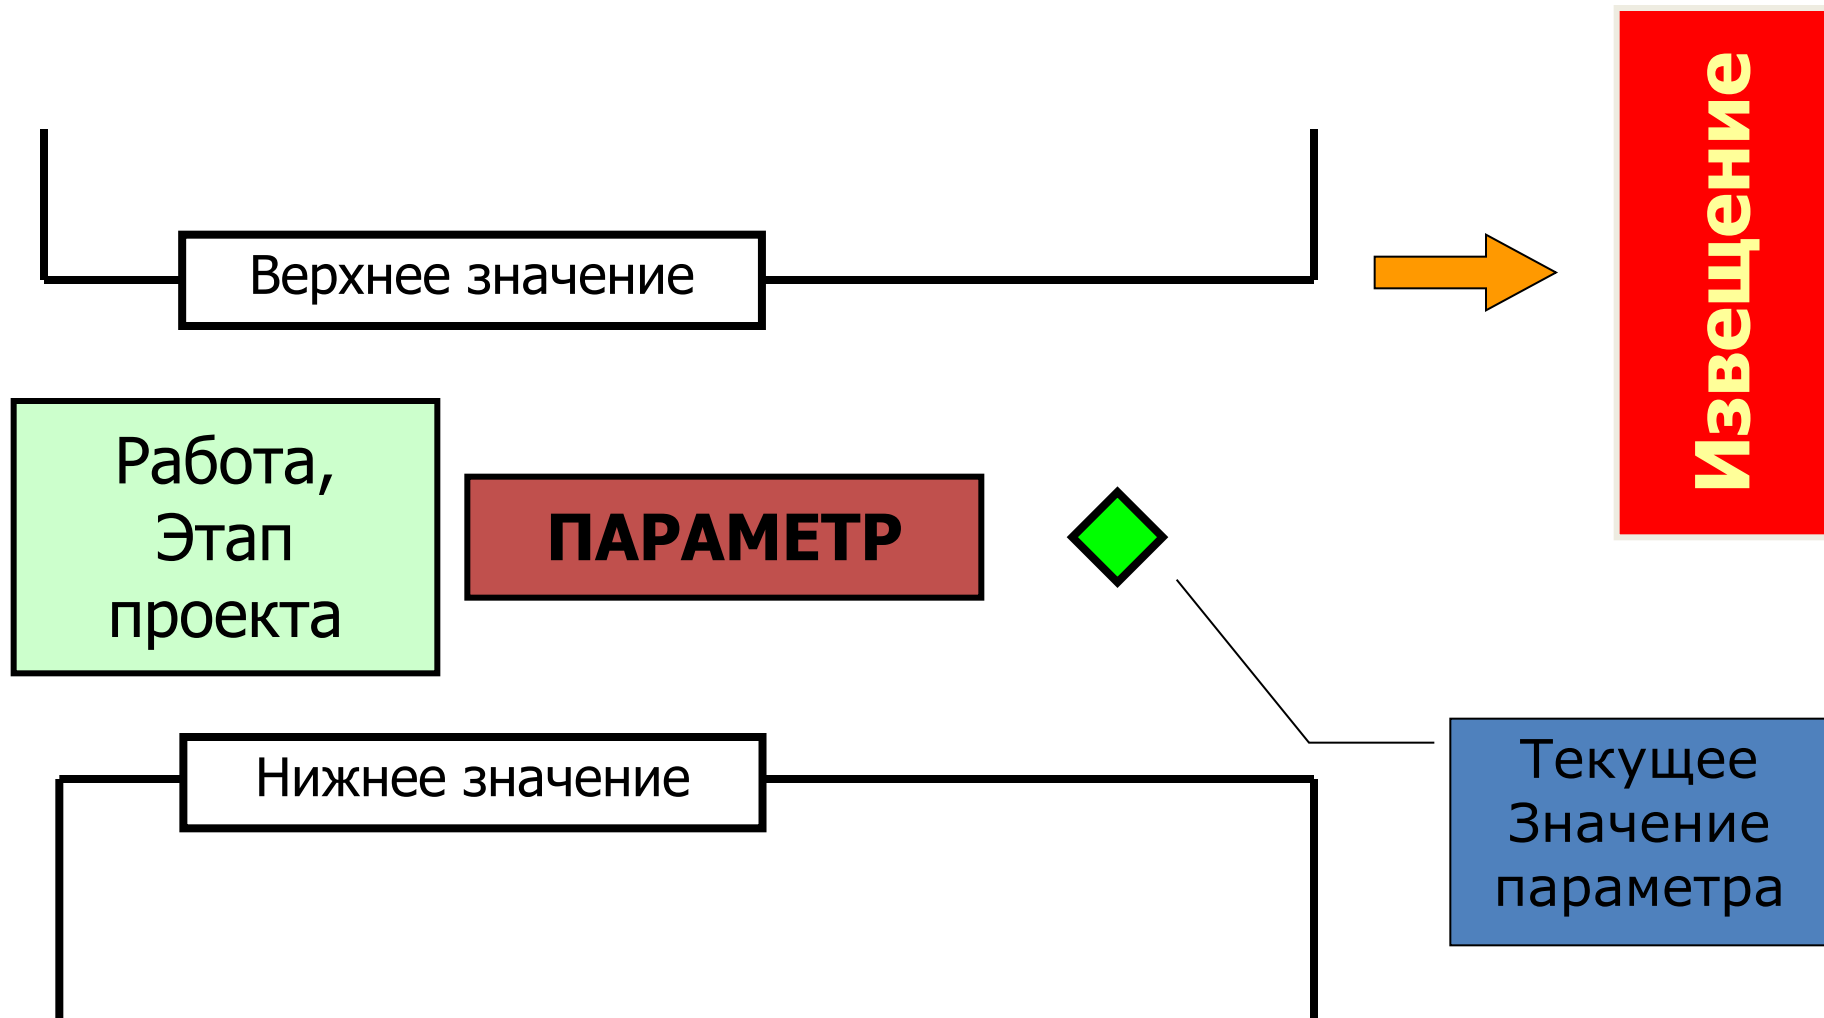 Извещение
Верхнее значение
Работа,
Этап
проекта
ПАРАМЕТР
Нижнее значение
Текущее
Значение
параметра